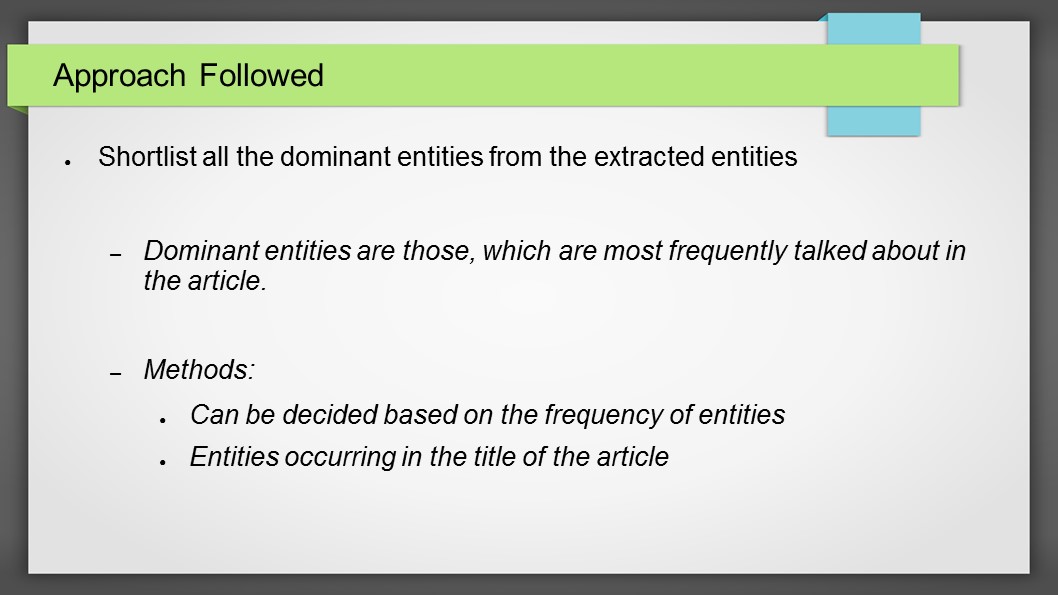 Approach Followed
● Shortlist all the dominant entities from the extracted entities
– Dominant entities are those, which are most frequently talked about in
the article.
– Methods:
● Can be decided based on the frequency of entities
● Entities occurring in the title of the article